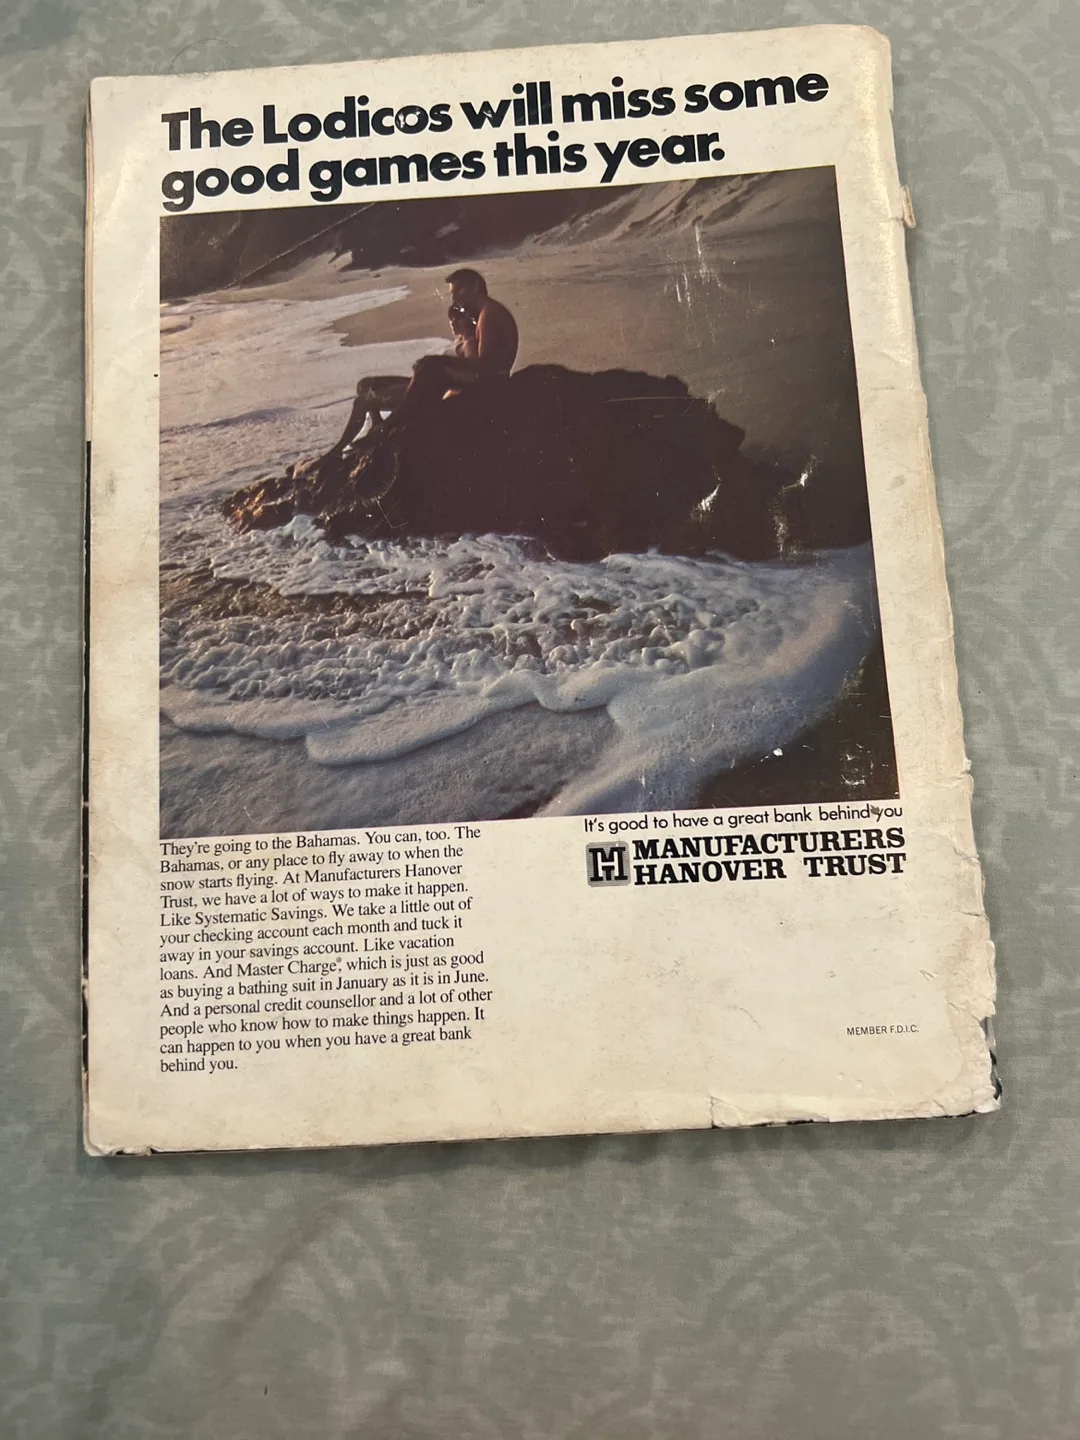 The Lodicos will miss some
good games this year.
They're going to the Bahamas. You can, too. The
Bahamas, or any place to fly away to when the
snow starts flying. At Manufacturers Hanover
Trust, we have a lot of ways to make it happen.
Like Systematic Savings. We take a little out of
your checking account each month and tuck it
away in your savings account. Like vacation
loans. And Master Charge®, which is just as good
as buying a bathing suit in January as it is in June.
And a personal credit counsellor and a lot of other
people who know how to make things happen. It
can happen to you when you have a great bank
behind you.
It's good to have a great bank behind you
MANUFACTURERS
HANOVER TRUST
MEMBER F.D.I.C.